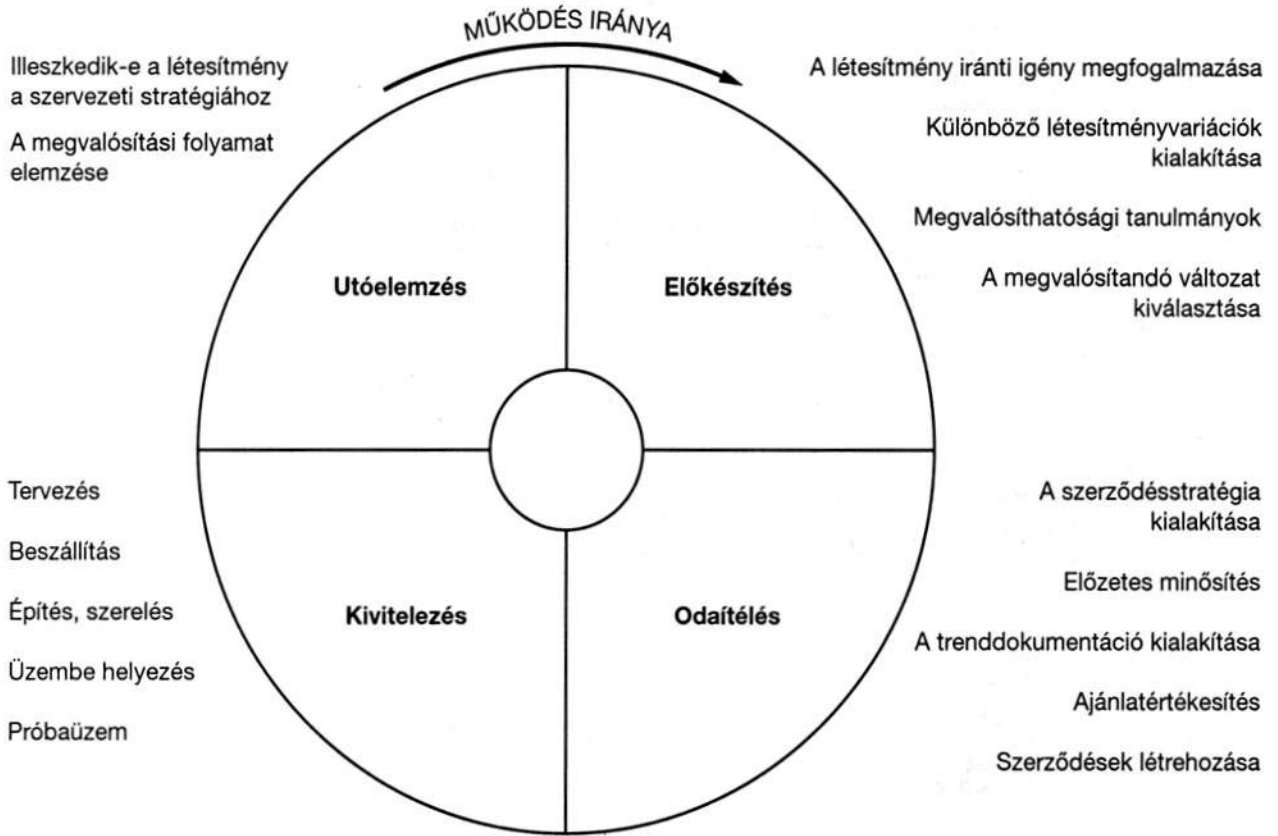 MŰKÖDÉS IRÁNYA
Illeszkedik-e a létesítmény
a szervezeti stratégiához
A megvalósítási folyamat
elemzése
A létesítmény iránti igény megfogalmazása
Különböző létesítményvariációk
kialakítása
Megvalósíthatósági tanulmányok
A megvalósítandó változat
kiválasztása
Utóelemzés
Előkészítés
Tervezés
Beszállítás
Építés, szerelés
Üzembe helyezés
Próbaüzem
Kivitelezés
Odaítélés
A szerződésstratégia
kialakítása
Előzetes minősítés
A trenddokumentáció kialakítása
Ajánlatértékesítés
Szerződések létrehozása